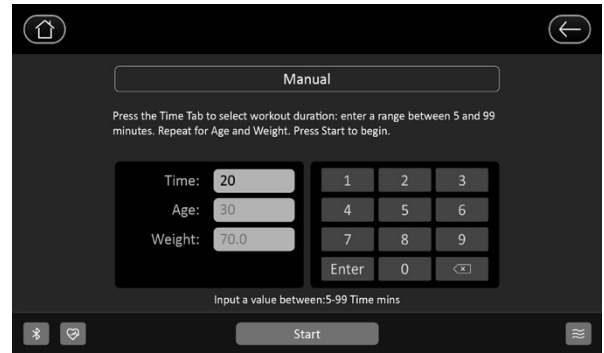 Manual
Press the Time Tab to select workout duration: enter a range between 5 and 99
minutes. Repeat for Age and Weight. Press Start to begin.
Time: 20
Age: 30
Weight: 70.0
1 2 3
4 5 6
7 8 9
Enter 0
Input a value between:5-99 Time mins
Start